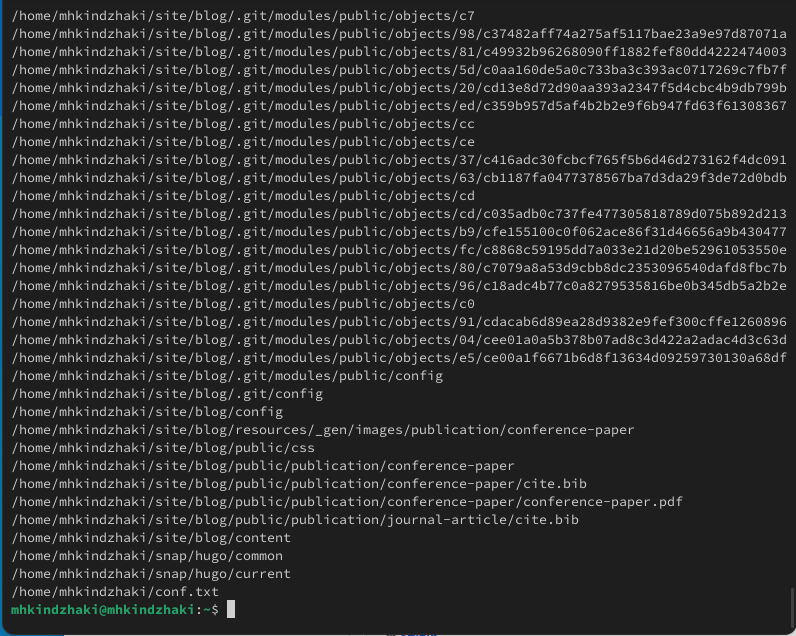 /home/mhkindzhaki/site/blog/.git/modules/public/objects/c7
/home/mhkindzhaki/site/blog/.git/modules/public/objects/98/c37482aff74a275af5117bae23a9e97d87071a
/home/mhkindzhaki/site/blog/.git/modules/public/objects/81/c49932b96268090ff1882fef80dd4222474003
/home/mhkindzhaki/site/blog/.git/modules/public/objects/5d/c0aa160de5a0c733ba3c393ac0717269c7fb7f
/home/mhkindzhaki/site/blog/.git/modules/public/objects/20/cd13e8d72d90aa393a2347f5d4cbc4b9db799b
/home/mhkindzhaki/site/blog/.git/modules/public/objects/ed/c359b957d5af4b2b2e9f6b947fd63f61308367
/home/mhkindzhaki/site/blog/.git/modules/public/objects/cc
/home/mhkindzhaki/site/blog/.git/modules/public/objects/ce
/home/mhkindzhaki/site/blog/.git/modules/public/objects/37/c416adc30fcbcf765f5b6d46d273162f4dc091
/home/mhkindzhaki/site/blog/.git/modules/public/objects/63/cb1187fa0477378567ba7d3da29f3de72d0bdb
/home/mhkindzhaki/site/blog/.git/modules/public/objects/cd
/home/mhkindzhaki/site/blog/.git/modules/public/objects/cd/c035adb0c737fe477305818789d075b892d213
/home/mhkindzhaki/site/blog/.git/modules/public/objects/b9/cfe155100c0f062ace86f31d46656a9b430477
/home/mhkindzhaki/site/blog/.git/modules/public/objects/fc/c8868c59195dd7a033e21d20be52961053550e
/home/mhkindzhaki/site/blog/.git/modules/public/objects/80/c7079a8a53d9cbb8dc2353096540dafd8fbc7b
/home/mhkindzhaki/site/blog/.git/modules/public/objects/96/c18adc4b77c0a8279535816be0b345db5a2b2e
/home/mhkindzhaki/site/blog/.git/modules/public/objects/c0
/home/mhkindzhaki/site/blog/.git/modules/public/objects/91/cdacab6d89ea28d9382e9fef300cffe1260896
/home/mhkindzhaki/site/blog/.git/modules/public/objects/04/cee01a0a5b378b07ad8c3d422a2adac4d3c63d
/home/mhkindzhaki/site/blog/.git/modules/public/objects/e5/ce00a1f6671b6d8f13634d09259730130a68df
/home/mhkindzhaki/site/blog/.git/modules/public/config
/home/mhkindzhaki/site/blog/.git/config
/home/mhkindzhaki/site/blog/config
/home/mhkindzhaki/site/blog/resources/_gen/images/publication/conference-paper
/home/mhkindzhaki/site/blog/public/css
/home/mhkindzhaki/site/blog/public/publication/conference-paper
/home/mhkindzhaki/site/blog/public/publication/conference-paper/cite.bib
/home/mhkindzhaki/site/blog/public/publication/conference-paper/conference-paper.pdf
/home/mhkindzhaki/site/blog/public/publication/journal-article/cite.bib
/home/mhkindzhaki/site/blog/content
/home/mhkindzhaki/snap/hugo/common
/home/mhkindzhaki/snap/hugo/current
/home/mhkindzhaki/conf.txt
mhkindzhaki@mhkindzhaki:~$